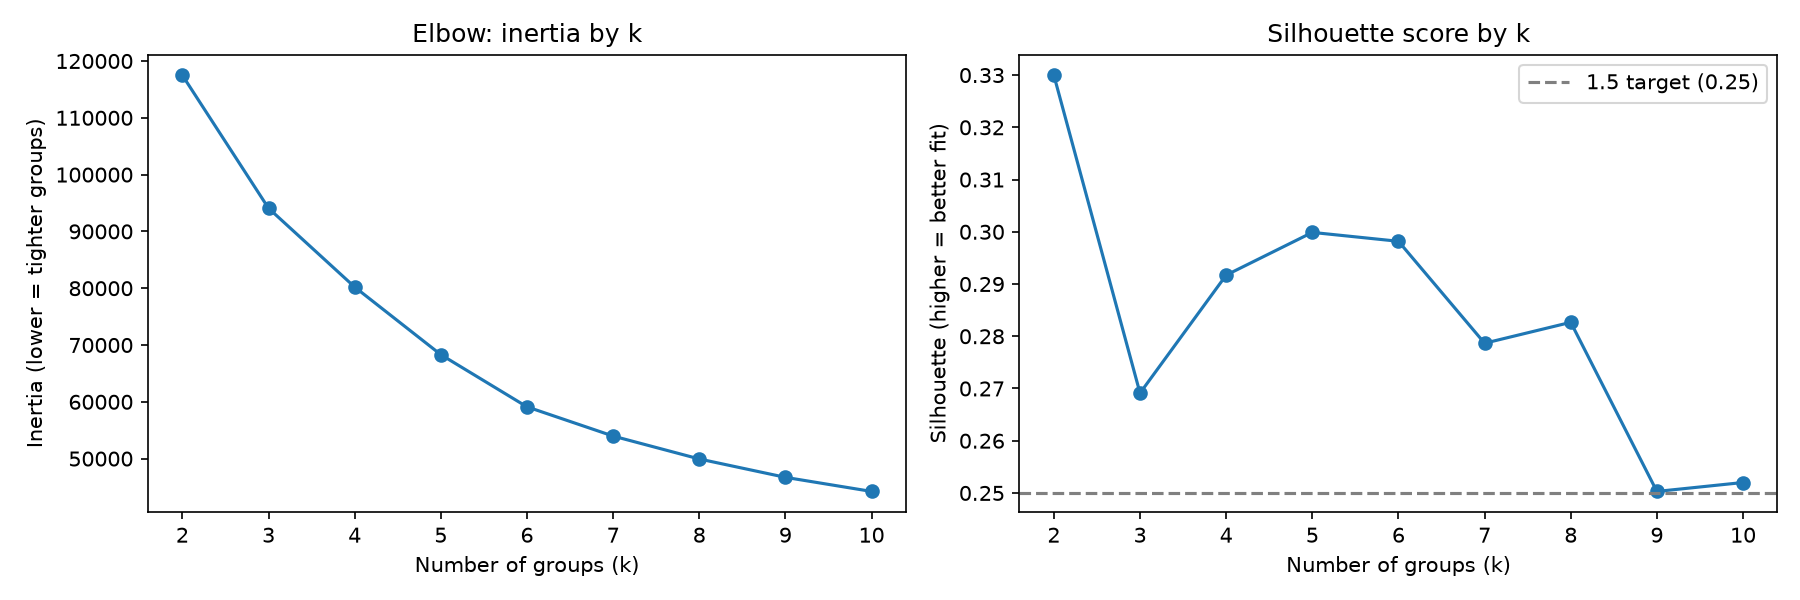 Elbow: inertia by k
Inertia (lower = tighter groups)
120000
110000
100000
90000
80000
70000
60000
50000
2 3 4 5 6 7 8 9 10
Number of groups (k)
Silhouette score by k
Silhouette (higher = better fit)
1.5 target (0.25)
0.33
0.32
0.31
0.30
0.29
0.28
0.27
0.26
0.25
2 3 4 5 6 7 8 9 10
Number of groups (k)